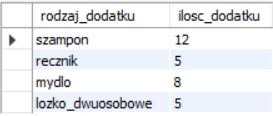 rodzaj_dodatku ilosc_dodatku
szampon 12
recznik 5
mydlo 8
lozko_dwuosobowe 5